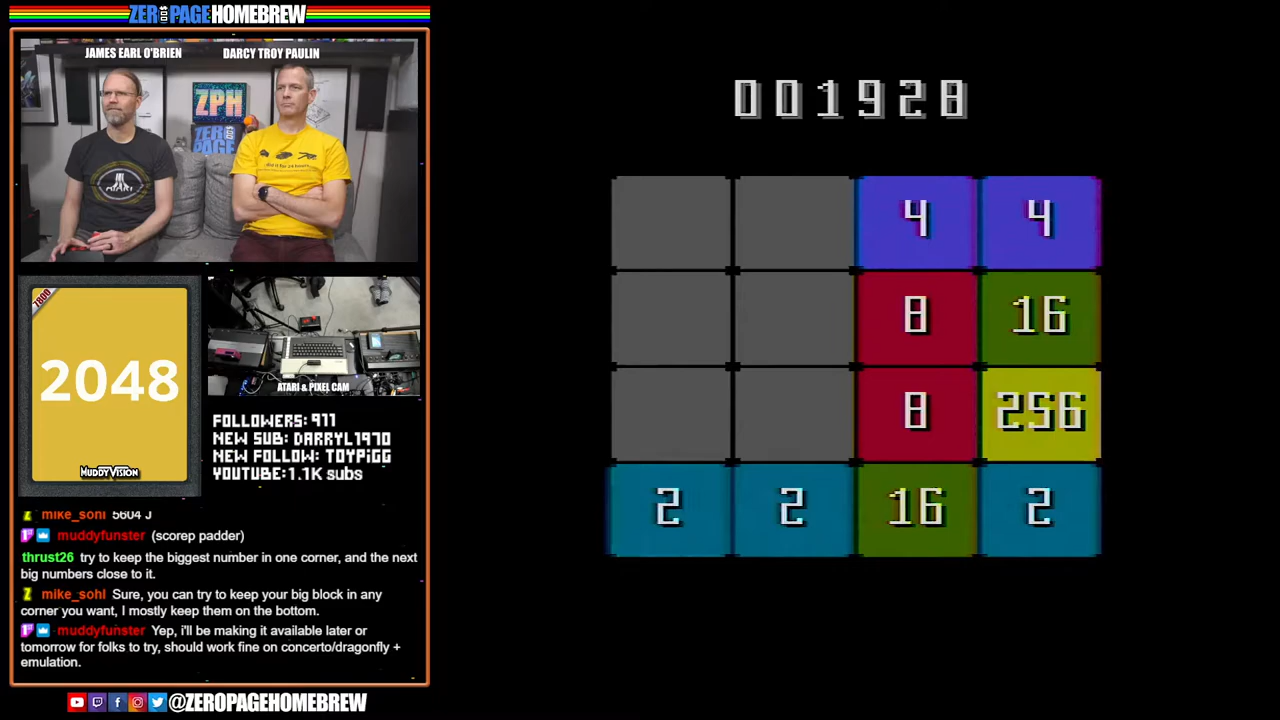 ZER0PAGEHOMEBREW
JAMES EARL O'BRIEN
DARCY TROY PAULIN
ZPH
ZERO
PAGE
7800
2048
MUDDYVISION
ATARI & PIXEL CAM
FOLLOWERS: 911
NEW SUB: DARRYL1970
NEW FOLLOW: TOYPIGG
YOUTUBE:1.1K subs
mike_sohl 5604 J
muddyfunster (scorep padder)
thrust26 try to keep the biggest number in one corner, and the next
big numbers close to it.
mike_sohl Sure, you can try to keep your big block in any
corner you want, I mostly keep them on the bottom.
muddyfunster Yep, i'll be making it available later or
tomorrow for folks to try, should work fine on concerto/dragonfly +
emulation.
@ZEROPAGEHOMEBREW
001928
4 4
8 16
8 256
2 2 16 2